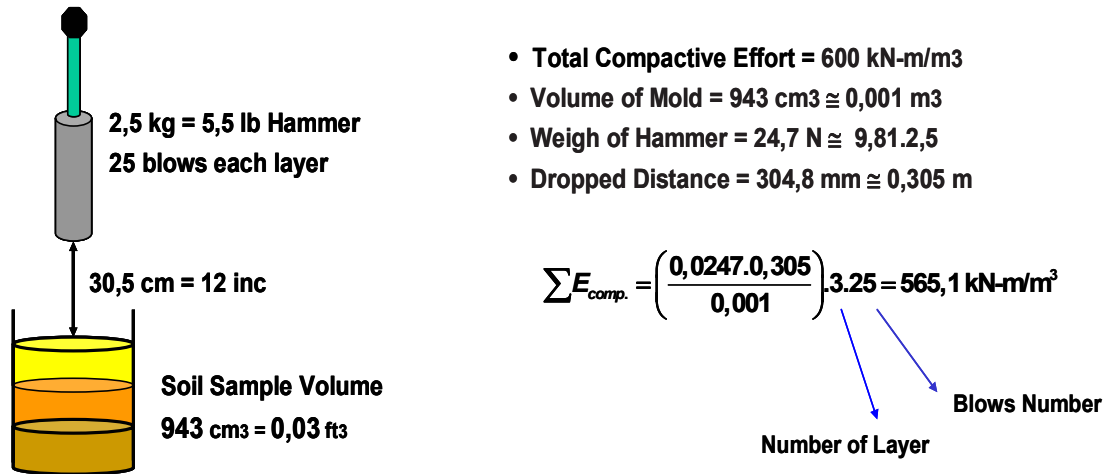 2,5 kg = 5,5 lb Hammer
25 blows each layer
30,5 cm = 12 inc
Soil Sample Volume
943 cm3 = 0,03 ft3
• Total Compactive Effort = 600 kN-m/m3
• Volume of Mold = 943 cm3 ≅ 0,001 m3
• Weigh of Hammer = 24,7 N ≅ 9,81.2,5
• Dropped Distance = 304,8 mm ≅ 0,305 m
∑E_comp. = (0,0247.0,305 / 0,001).3.25 = 565,1 kN-m/m³
Blows Number
Number of Layer